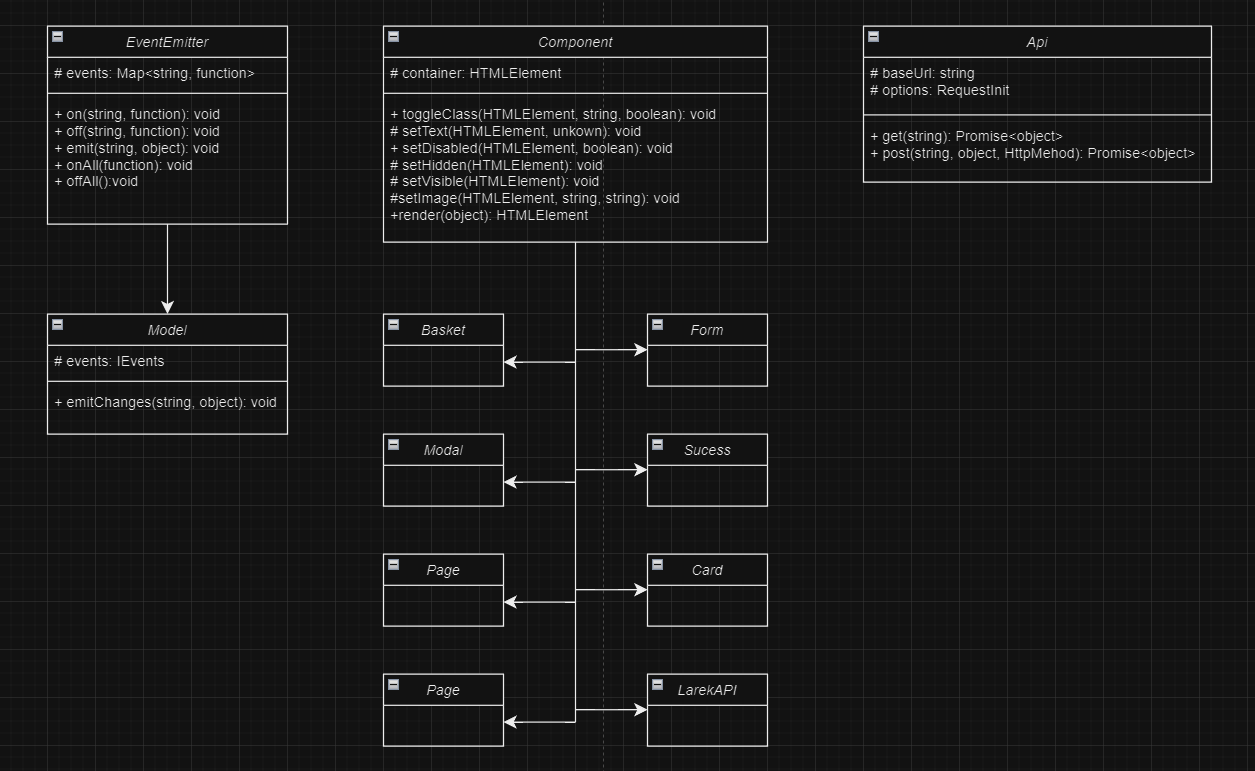 EventEmitter
# events: Map<string, function>
+ on(string, function): void
+ off(string, function): void
+ emit(string, object): void
+ onAll(function): void
+ offAll():void
Model
# events: IEvents
+ emitChanges(string, object): void
Component
# container: HTMLElement
+ toggleClass(HTMLElement, string, boolean): void
# setText(HTMLElement, unkown): void
+ setDisabled(HTMLElement, boolean): void
# setHidden(HTMLElement): void
# setVisible(HTMLElement): void
#setImage(HTMLElement, string, string): void
+render(object): HTMLElement
Basket
Form
Modal
Sucess
Page
Card
Page
LarekAPI
Api
# baseUrl: string
# options: RequestInit
+ get(string): Promise<object>
+ post(string, object, HttpMehod): Promise<object>